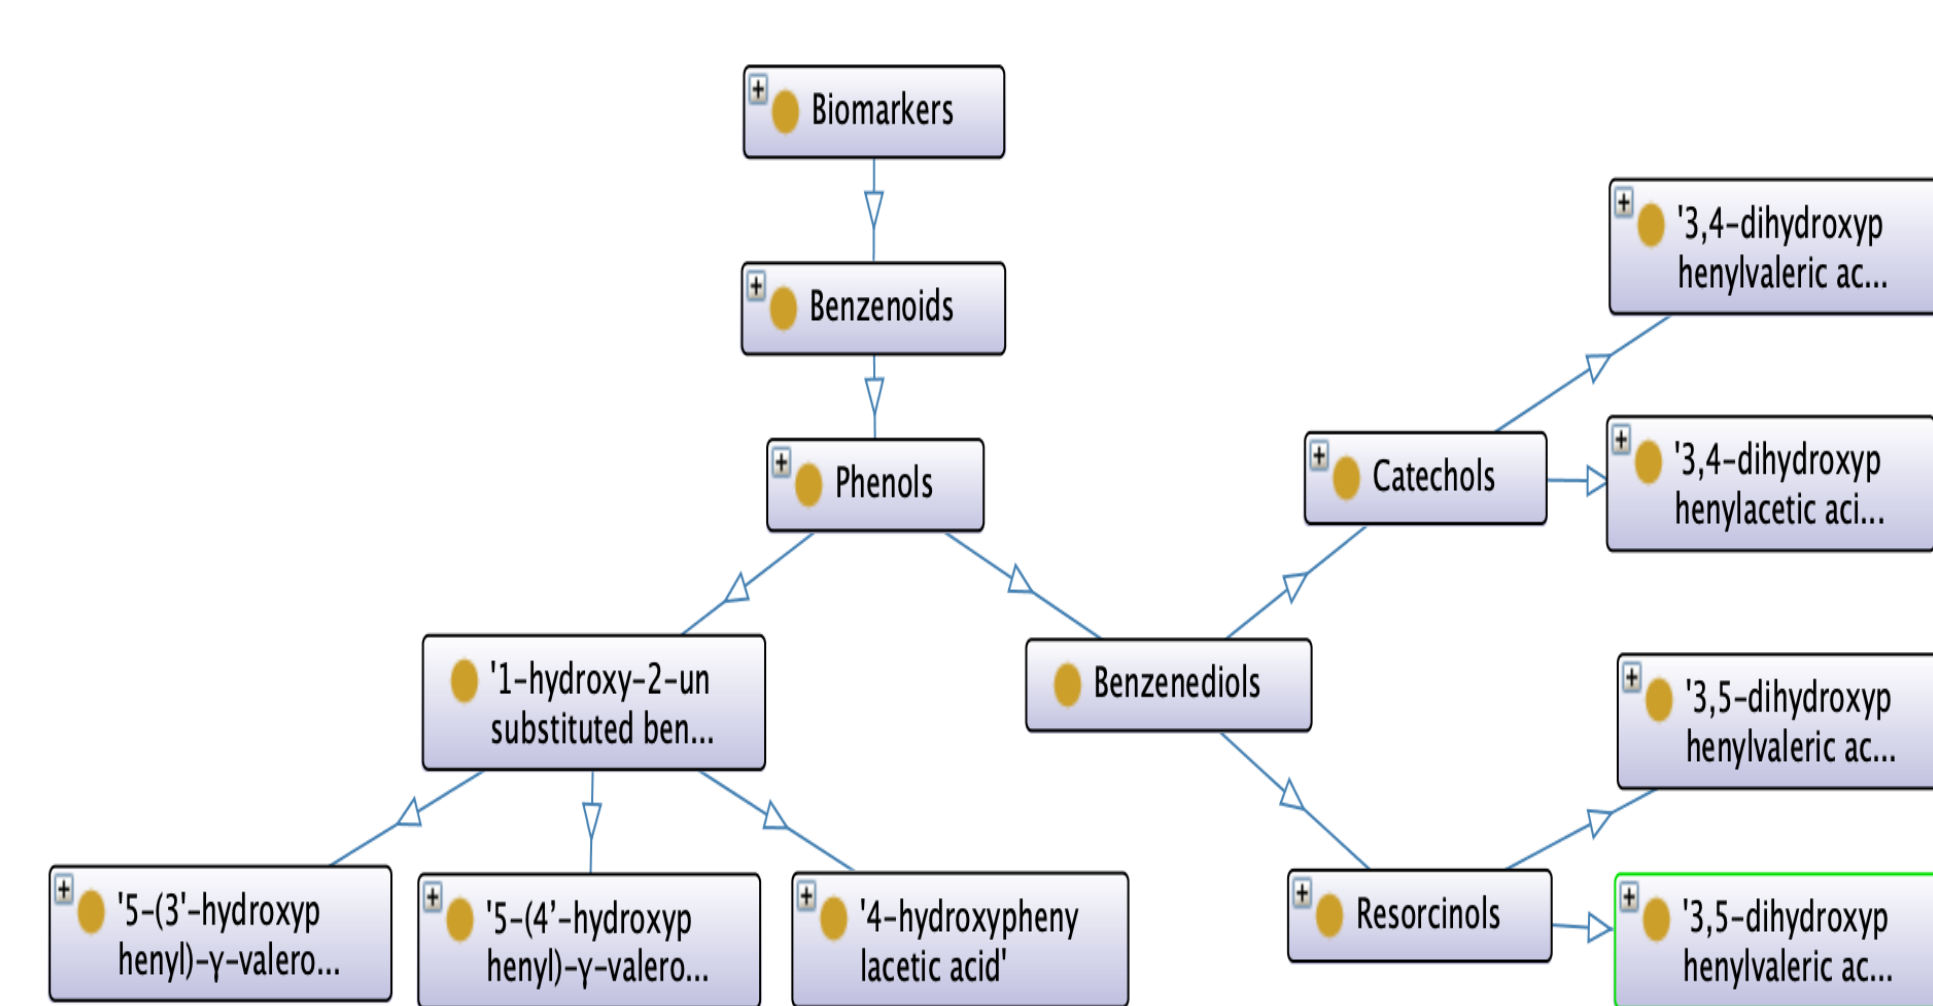 Biomarkers
'3,4-dihydroxyp
henylvaleric ac...
Benzenoids
Phenols
Catechols
'3,4-dihydroxyp
henylacetic aci...
'1-hydroxy-2-un
substituted ben...
Benzenediols
'3,5-dihydroxyp
henylvaleric ac...
'5-(3'-hydroxyp
henyl)-γ-valero...
'5-(4’-hydroxyp
henyl)-γ-valero...
'4-hydroxypheny
lacetic acid'
Resorcinols
'3,5-dihydroxyp
henylvaleric ac...